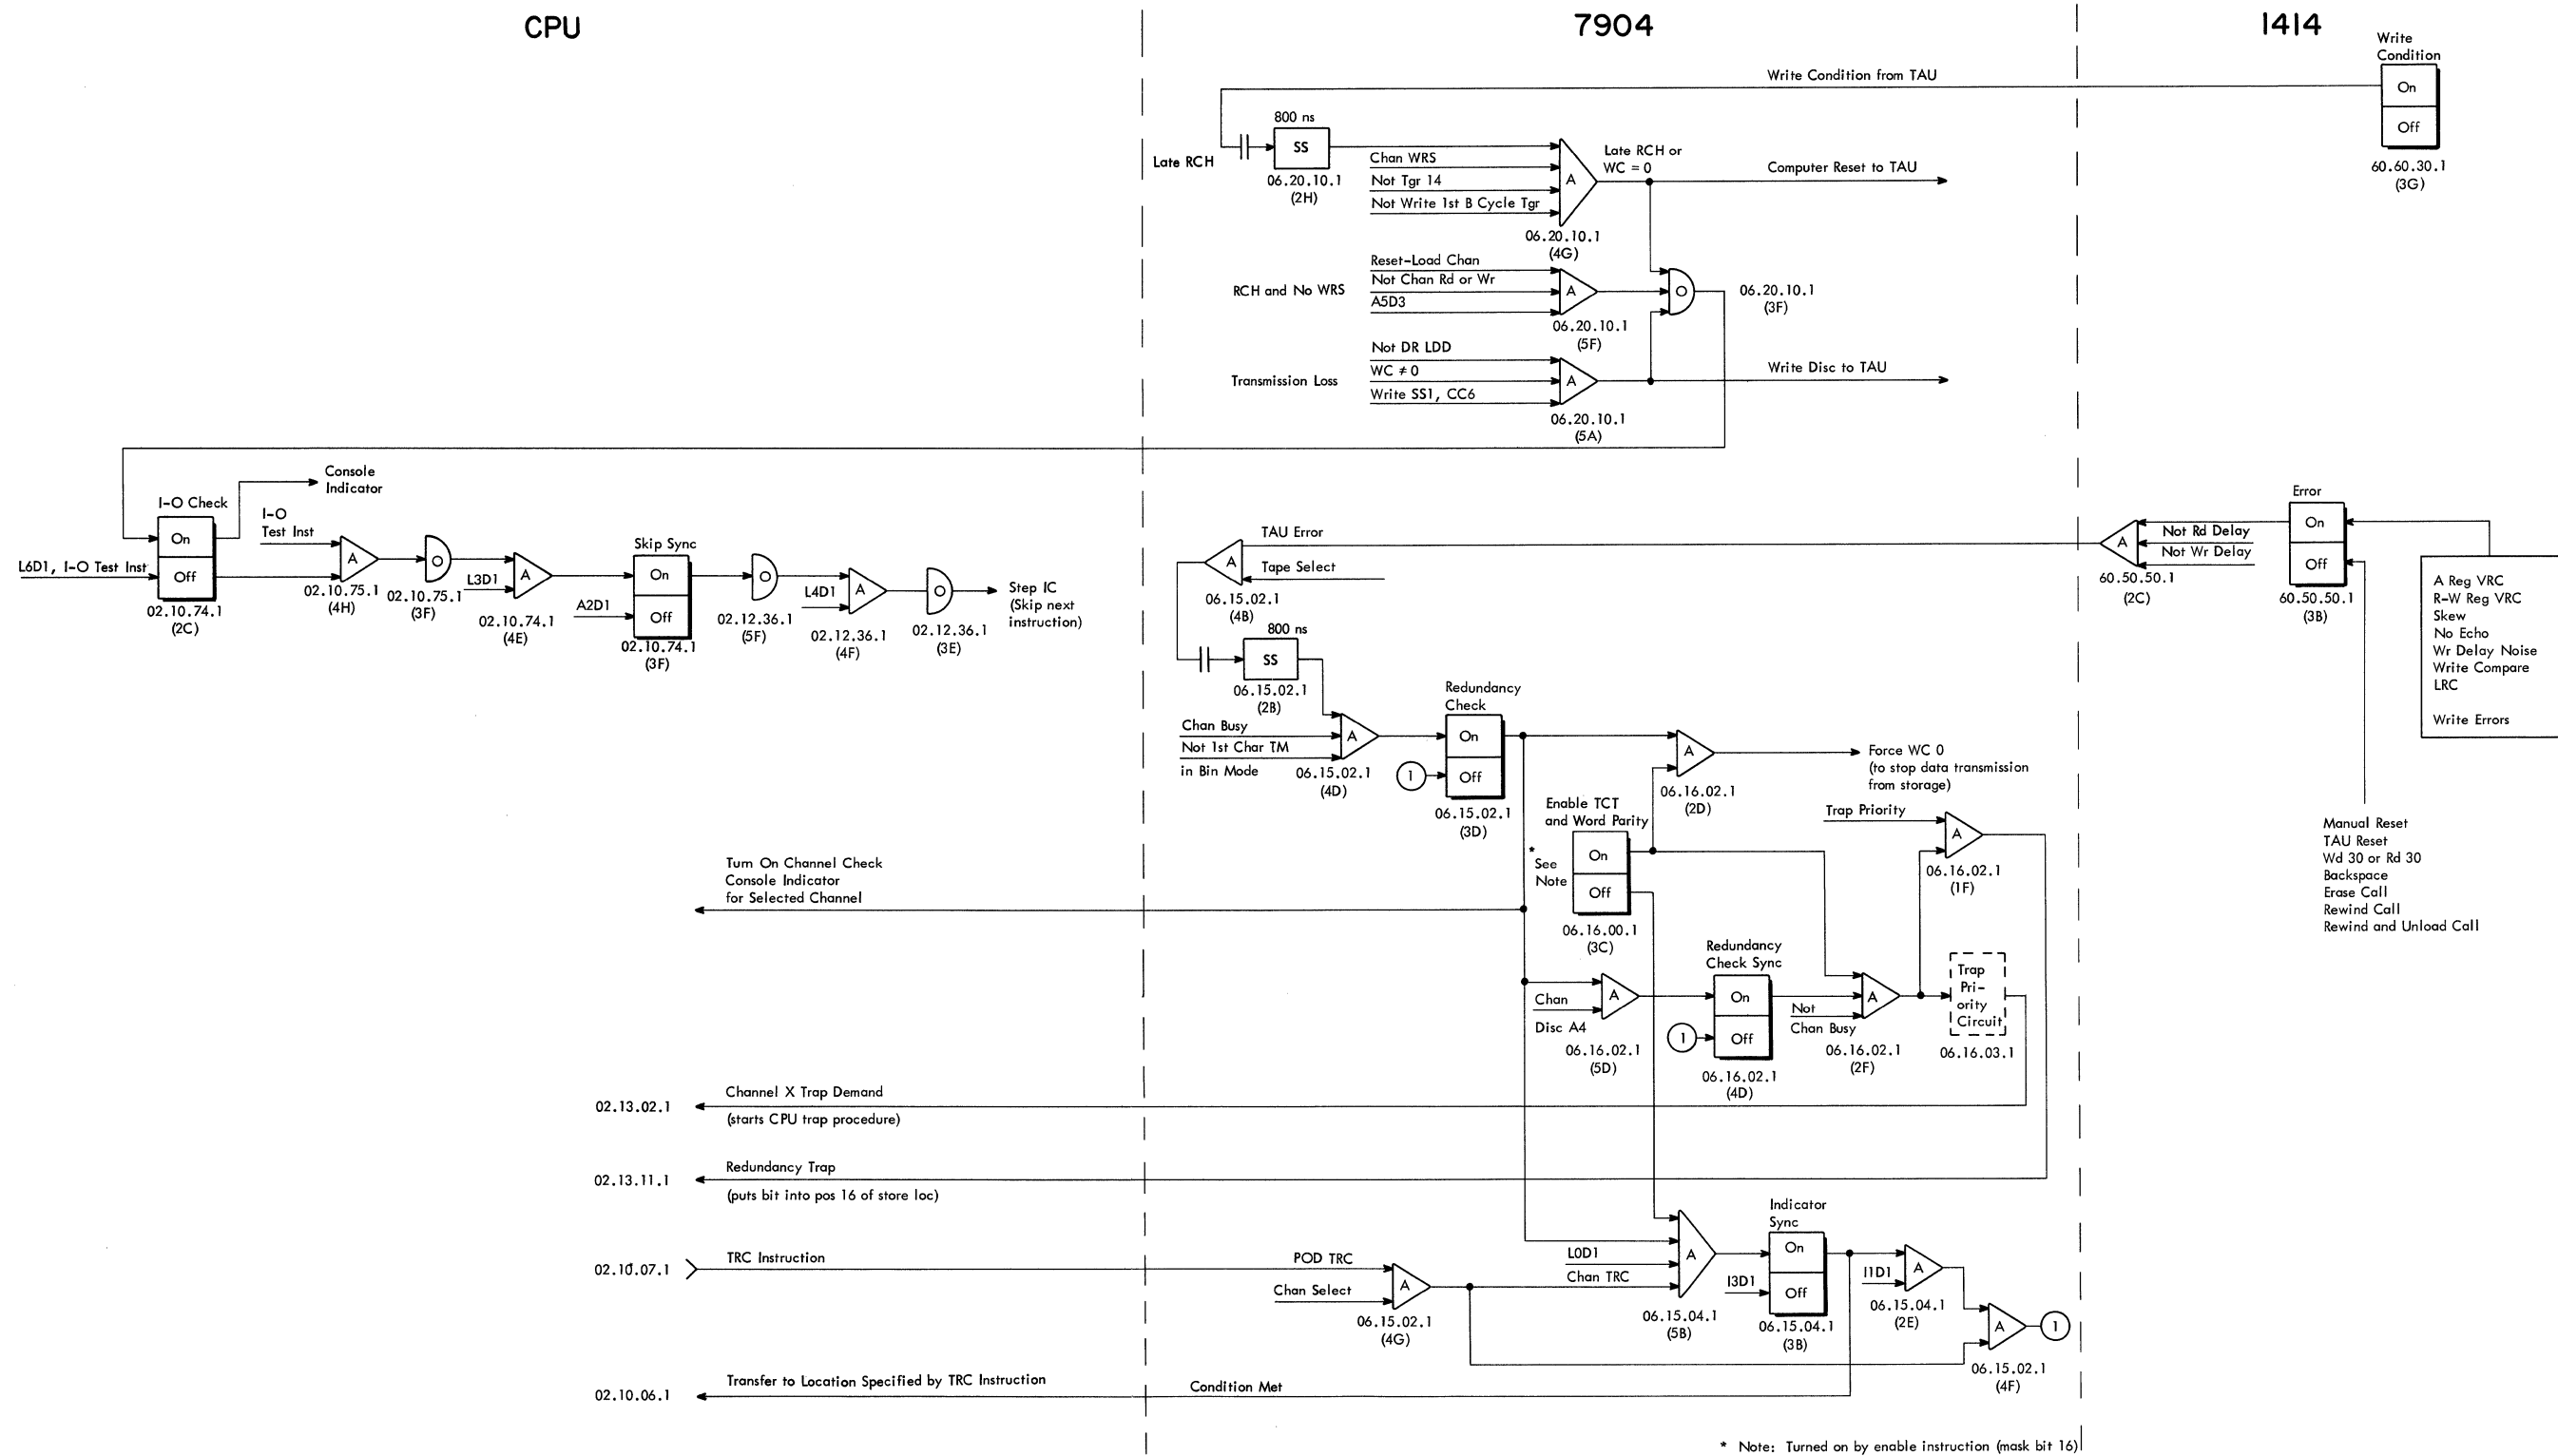 CPU
7904
1414
Write
Condition
On
Off
60.60.30.1
(3G)
Write Condition from TAU
800 ns
SS
06.20.10.1
(2H)
Late RCH
Chan WRS
Not Tgr 14
Not Write 1st B Cycle Tgr
A
06.20.10.1
(4G)
Late RCH or
WC = 0
Computer Reset to TAU
RCH and No WRS
Reset-Load Chan
Not Chan Rd or Wr
A5D3
A
06.20.10.1
(5F)
O
06.20.10.1
(3F)
Transmission Loss
Not DR LDD
WC ≠ 0
Write SS1, CC6
A
06.20.10.1
(5A)
Write Disc to TAU
Console
Indicator
I-O Check
On
Off
L6D1, I-O Test Inst
02.10.74.1
(2C)
I-O
Test Inst
A
02.10.75.1
(4H)
O
02.10.75.1
(3F)
L3D1
A
02.10.74.1
(4E)
Skip Sync
On
Off
A2D1
02.10.74.1
(3F)
O
02.12.36.1
(5F)
L4D1
A
02.12.36.1
(4F)
O
02.12.36.1
(3E)
Step IC
(Skip next
instruction)
TAU Error
Tape Select
A
06.15.02.1
(4B)
800 ns
SS
06.15.02.1
(2B)
Error
On
Off
60.50.50.1
(3B)
Not Rd Delay
Not Wr Delay
A
60.50.50.1
(2C)
A Reg VRC
R-W Reg VRC
Skew
No Echo
Wr Delay Noise
Write Compare
LRC
Write Errors
Manual Reset
TAU Reset
Wd 30 or Rd 30
Backspace
Erase Call
Rewind Call
Rewind and Unload Call
Chan Busy
Not 1st Char TM
in Bin Mode
A
06.15.02.1
(4D)
Redundancy
Check
On
Off
1
06.15.02.1
(3D)
A
06.16.02.1
(2D)
Force WC 0
(to stop data transmission
from storage)
Enable TCT
and Word Parity
*
See
Note
On
Off
06.16.00.1
(3C)
Trap Priority
A
06.16.02.1
(1F)
Turn On Channel Check
Console Indicator
for Selected Channel
Chan
Disc A4
A
06.16.02.1
(5D)
Redundancy
Check Sync
On
Off
1
06.16.02.1
(4D)
Not
Chan Busy
A
06.16.02.1
(2F)
Trap
Pri-
ority
Circuit
06.16.03.1
02.13.02.1
Channel X Trap Demand
(starts CPU trap procedure)
02.13.11.1
Redundancy Trap
(puts bit into pos 16 of store loc)
02.10.07.1
TRC Instruction
POD TRC
Chan Select
A
06.15.02.1
(4G)
L0D1
Chan TRC
A
06.15.04.1
(5B)
Indicator
Sync
On
Off
I3D1
06.15.04.1
(3B)
I1D1
A
06.15.04.1
(2E)
A
1
06.15.02.1
(4F)
02.10.06.1
Transfer to Location Specified by TRC Instruction
Condition Met
* Note: Turned on by enable instruction (mask bit 16)